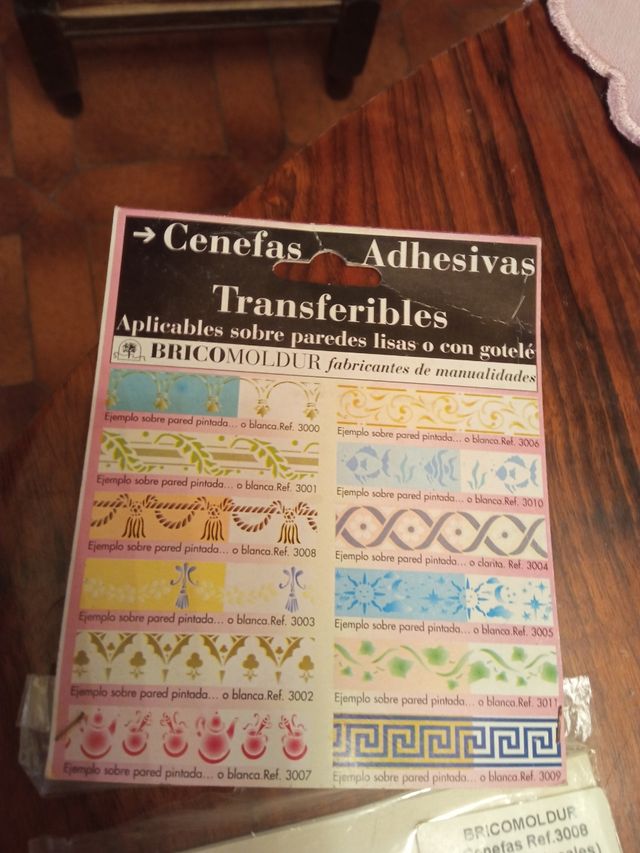 → Cenefas Adhesivas
Transferibles
Aplicables sobre paredes lisas o con gotelé
BRICOMOLDUR fabricantes de manualidades
Ejemplo sobre pared pintada... o blanca.Ref. 3000
Ejemplo sobre pared pintada... o blanca.Ref. 3001
Ejemplo sobre pared pintada... o blanca.Ref. 3008
Ejemplo sobre pared pintada... o blanca.Ref. 3003
Ejemplo sobre pared pintada... o blanca.Ref. 3002
Ejemplo sobre pared pintada... o blanca.Ref. 3007
Ejemplo sobre pared pintada... o blanca.Ref. 3006
Ejemplo sobre pared pintada... o blanca.Ref. 3010
Ejemplo sobre pared pintada... o clarita. Ref. 3004
Ejemplo sobre pared pintada... o blanca.Ref. 3005
Ejemplo sobre pared pintada... o blanca.Ref. 3011
Ejemplo sobre pared pintada... o blanca.Ref. 3009
BRICOMOLDUR
Cenefas Ref.3008